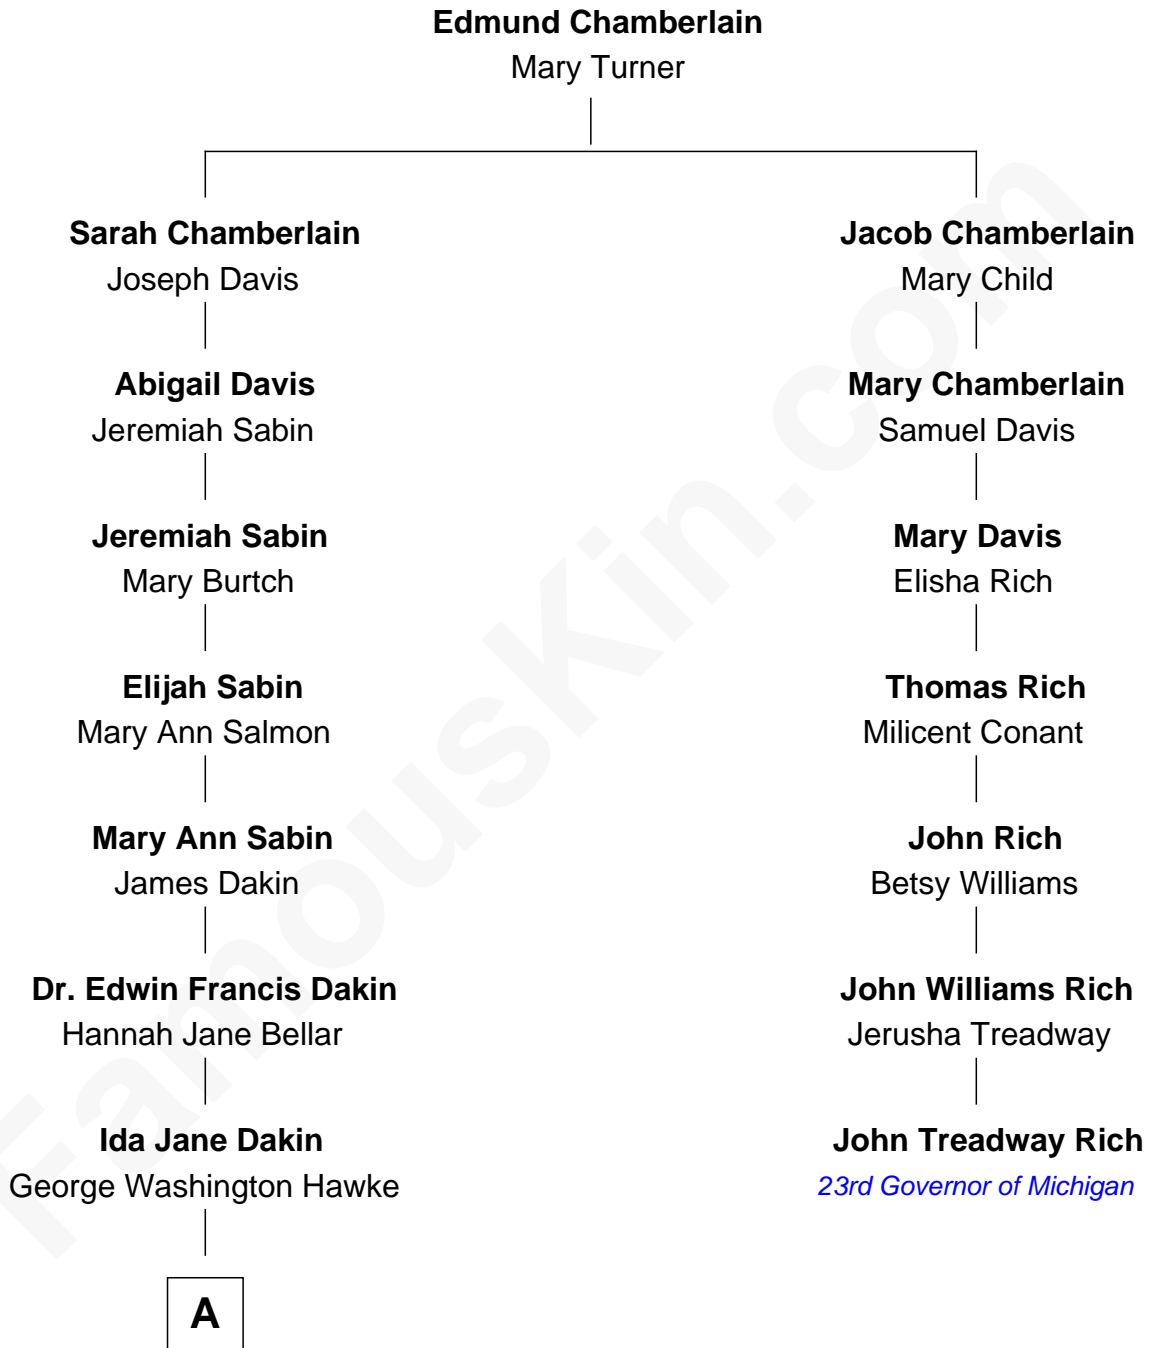 Edmund Chamberlain
Mary Turner
Sarah Chamberlain
Joseph Davis
Jacob Chamberlain
Mary Child
Abigail Davis
Jeremiah Sabin
Mary Chamberlain
Samuel Davis
Jeremiah Sabin
Mary Burtch
Mary Davis
Elisha Rich
Elijah Sabin
Mary Ann Salmon
Thomas Rich
Milicent Conant
Mary Ann Sabin
James Dakin
John Rich
Betsy Williams
Dr. Edwin Francis Dakin
Hannah Jane Bellar
John Williams Rich
Jerusha Treadway
Ida Jane Dakin
George Washington Hawke
John Treadway Rich
23rd Governor of Michigan
A
FamousKin.com